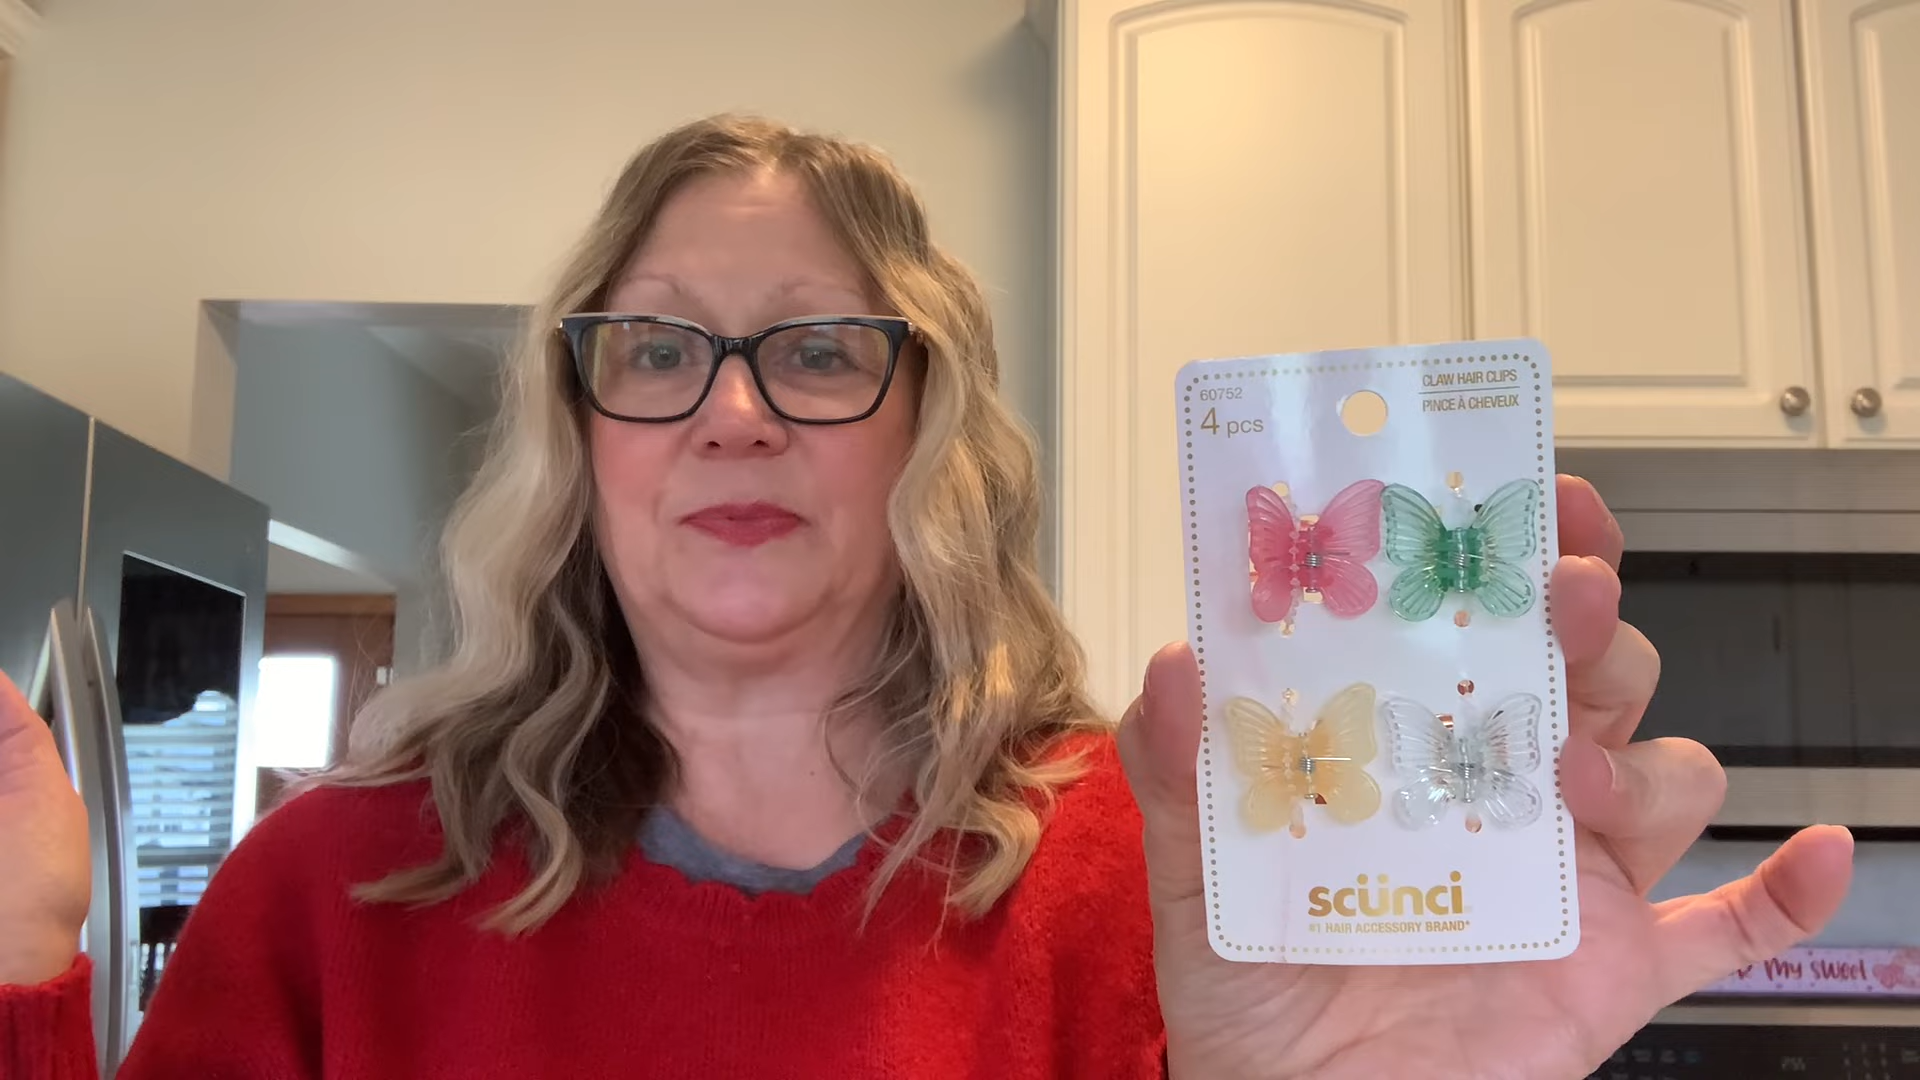 60752
4 pcs
CLAW HAIR CLIPS
PINCE À CHEVEUX
scünci
#1 HAIR ACCESSORY BRAND*
My sweet